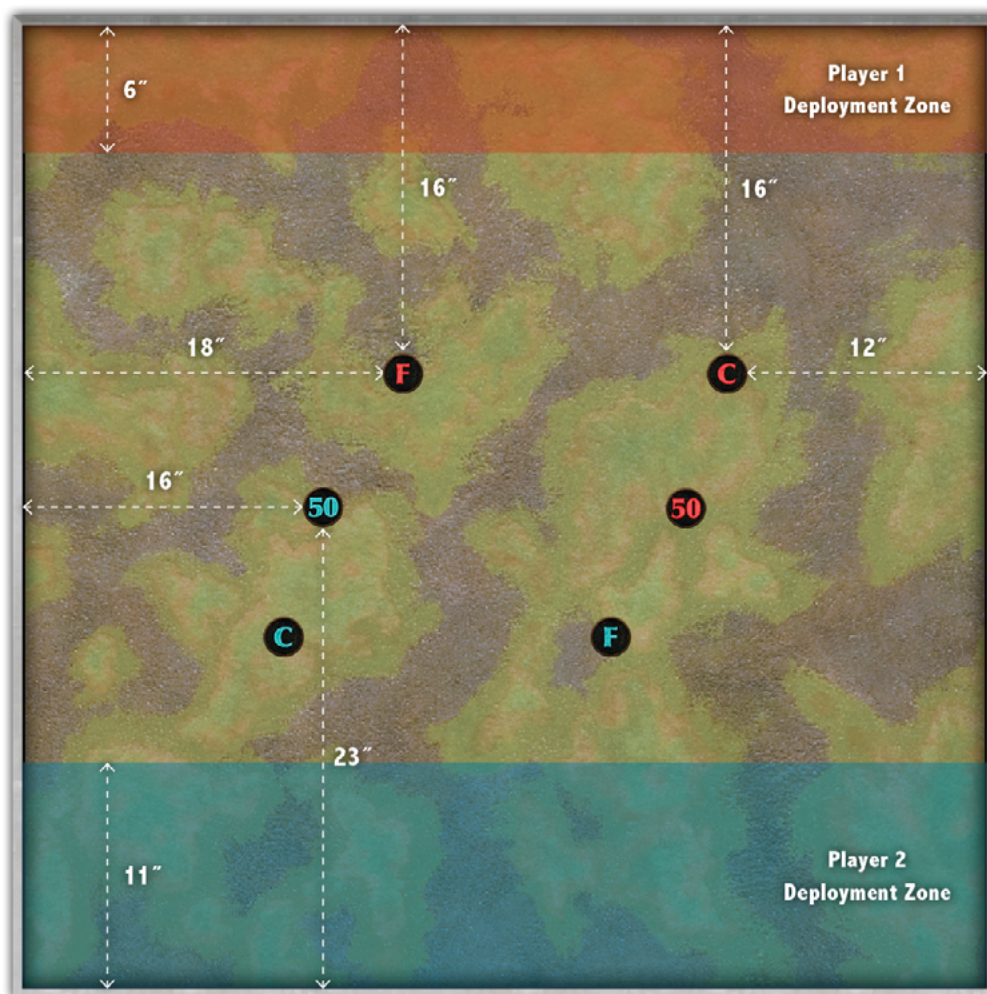 Player 1
Deployment Zone
6″
16″
16″
18″
12″
F
C
16″
50
50
C
F
23″
11″
Player 2
Deployment Zone